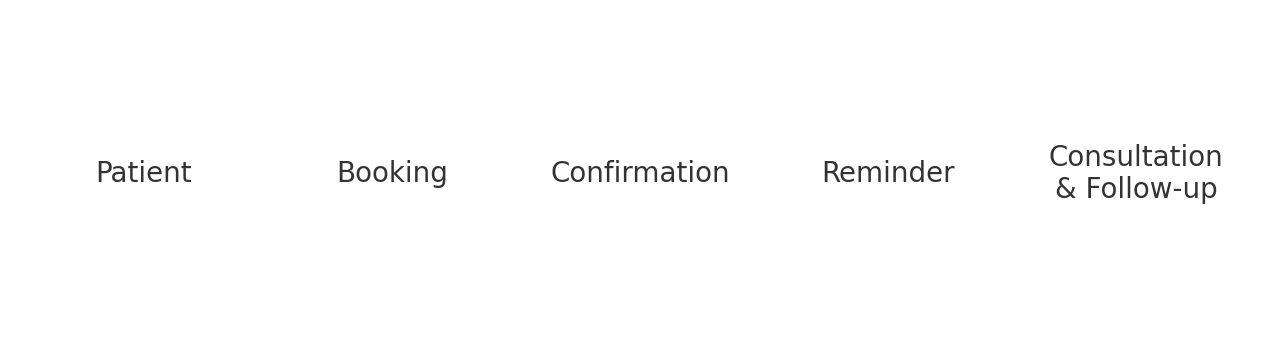 Patient
Booking
Confirmation
Reminder
Consultation
& Follow-up